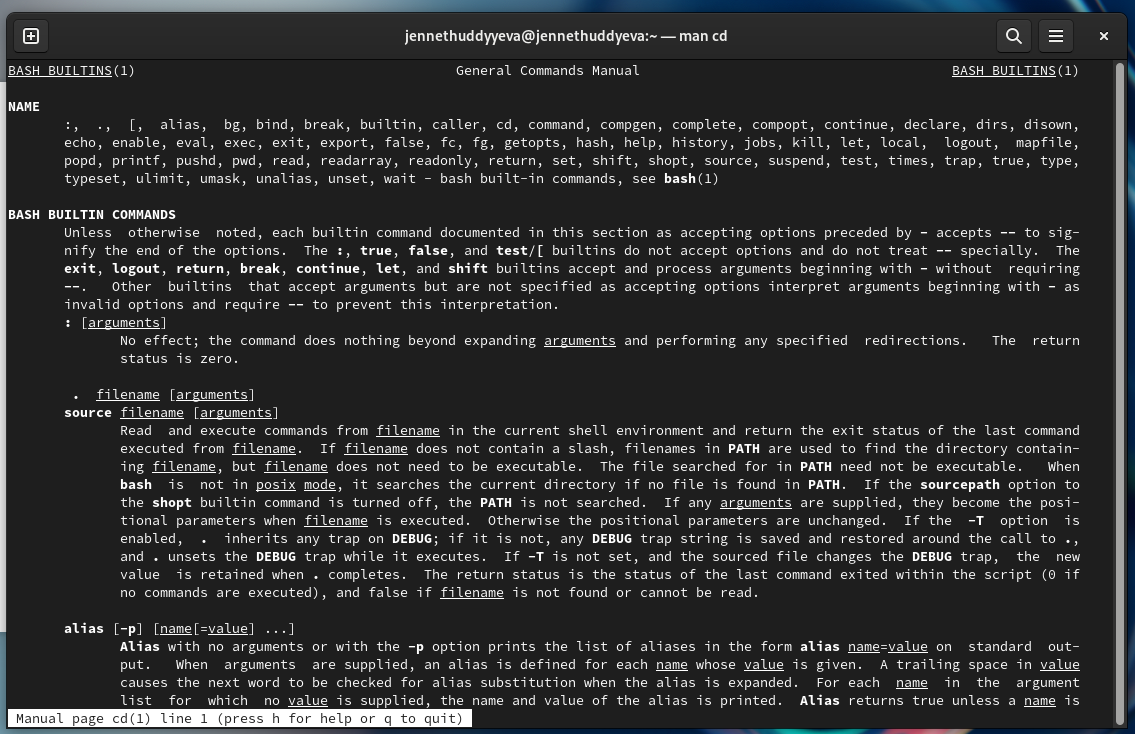 jennethuddyyeva@jennethuddyeva:~ — man cd
BASH BUILTINS(1) General Commands Manual BASH BUILTINS(1)
NAME
:, ., [, alias, bg, bind, break, builtin, caller, cd, command, compgen, complete, compopt, continue, declare, dirs, disown,
echo, enable, eval, exec, exit, export, false, fc, fg, getopts, hash, help, history, jobs, kill, let, local, logout, mapfile,
popd, printf, pushd, pwd, read, readarray, readonly, return, set, shift, shopt, source, suspend, test, times, trap, true, type,
typeset, ulimit, umask, unalias, unset, wait - bash built-in commands, see bash(1)
BASH BUILTIN COMMANDS
Unless otherwise noted, each builtin command documented in this section as accepting options preceded by - accepts -- to sig-
nify the end of the options. The :, true, false, and test/[ builtins do not accept options and do not treat -- specially. The
exit, logout, return, break, continue, let, and shift builtins accept and process arguments beginning with - without requiring
--. Other builtins that accept arguments but are not specified as accepting options interpret arguments beginning with - as
invalid options and require -- to prevent this interpretation.
: [arguments]
No effect; the command does nothing beyond expanding arguments and performing any specified redirections. The return
status is zero.
. filename [arguments]
source filename [arguments]
Read and execute commands from filename in the current shell environment and return the exit status of the last command
executed from filename. If filename does not contain a slash, filenames in PATH are used to find the directory contain-
ing filename, but filename does not need to be executable. The file searched for in PATH need not be executable. When
bash is not in posix mode, it searches the current directory if no file is found in PATH. If the sourcepath option to
the shopt builtin command is turned off, the PATH is not searched. If any arguments are supplied, they become the posi-
tional parameters when filename is executed. Otherwise the positional parameters are unchanged. If the -T option is
enabled, . inherits any trap on DEBUG; if it is not, any DEBUG trap string is saved and restored around the call to .,
and . unsets the DEBUG trap while it executes. If -T is not set, and the sourced file changes the DEBUG trap, the new
value is retained when . completes. The return status is the status of the last command exited within the script (0 if
no commands are executed), and false if filename is not found or cannot be read.
alias [-p] [name[=value] ...]
Alias with no arguments or with the -p option prints the list of aliases in the form alias name=value on standard out-
put. When arguments are supplied, an alias is defined for each name whose value is given. A trailing space in value
causes the next word to be checked for alias substitution when the alias is expanded. For each name in the argument
list for which no value is supplied, the name and value of the alias is printed. Alias returns true unless a name is
Manual page cd(1) line 1 (press h for help or q to quit)